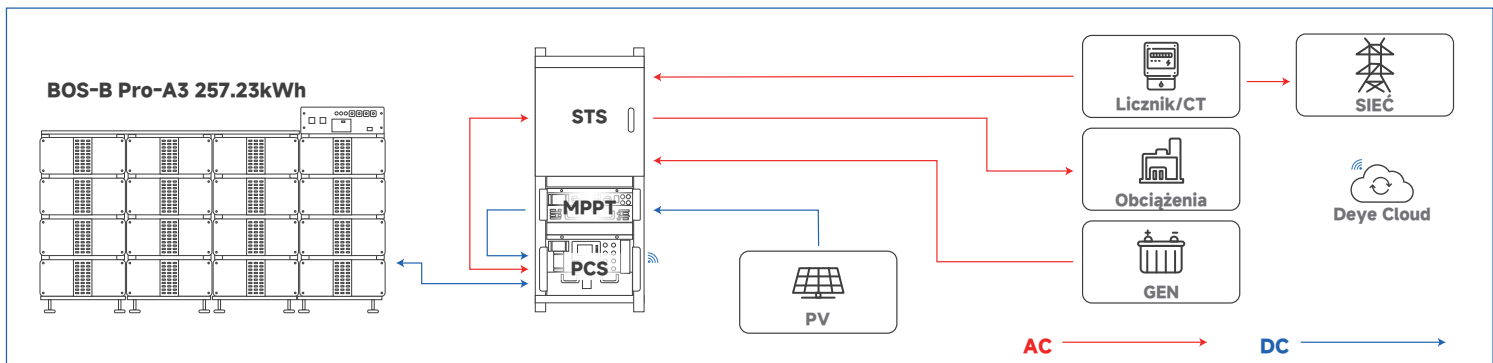 BOS-B Pro-A3 257.23kWh
STS
MPPT
PCS
PV
Licznik/CT
SIEĆ
Obciążenia
Deye Cloud
GEN
AC
DC